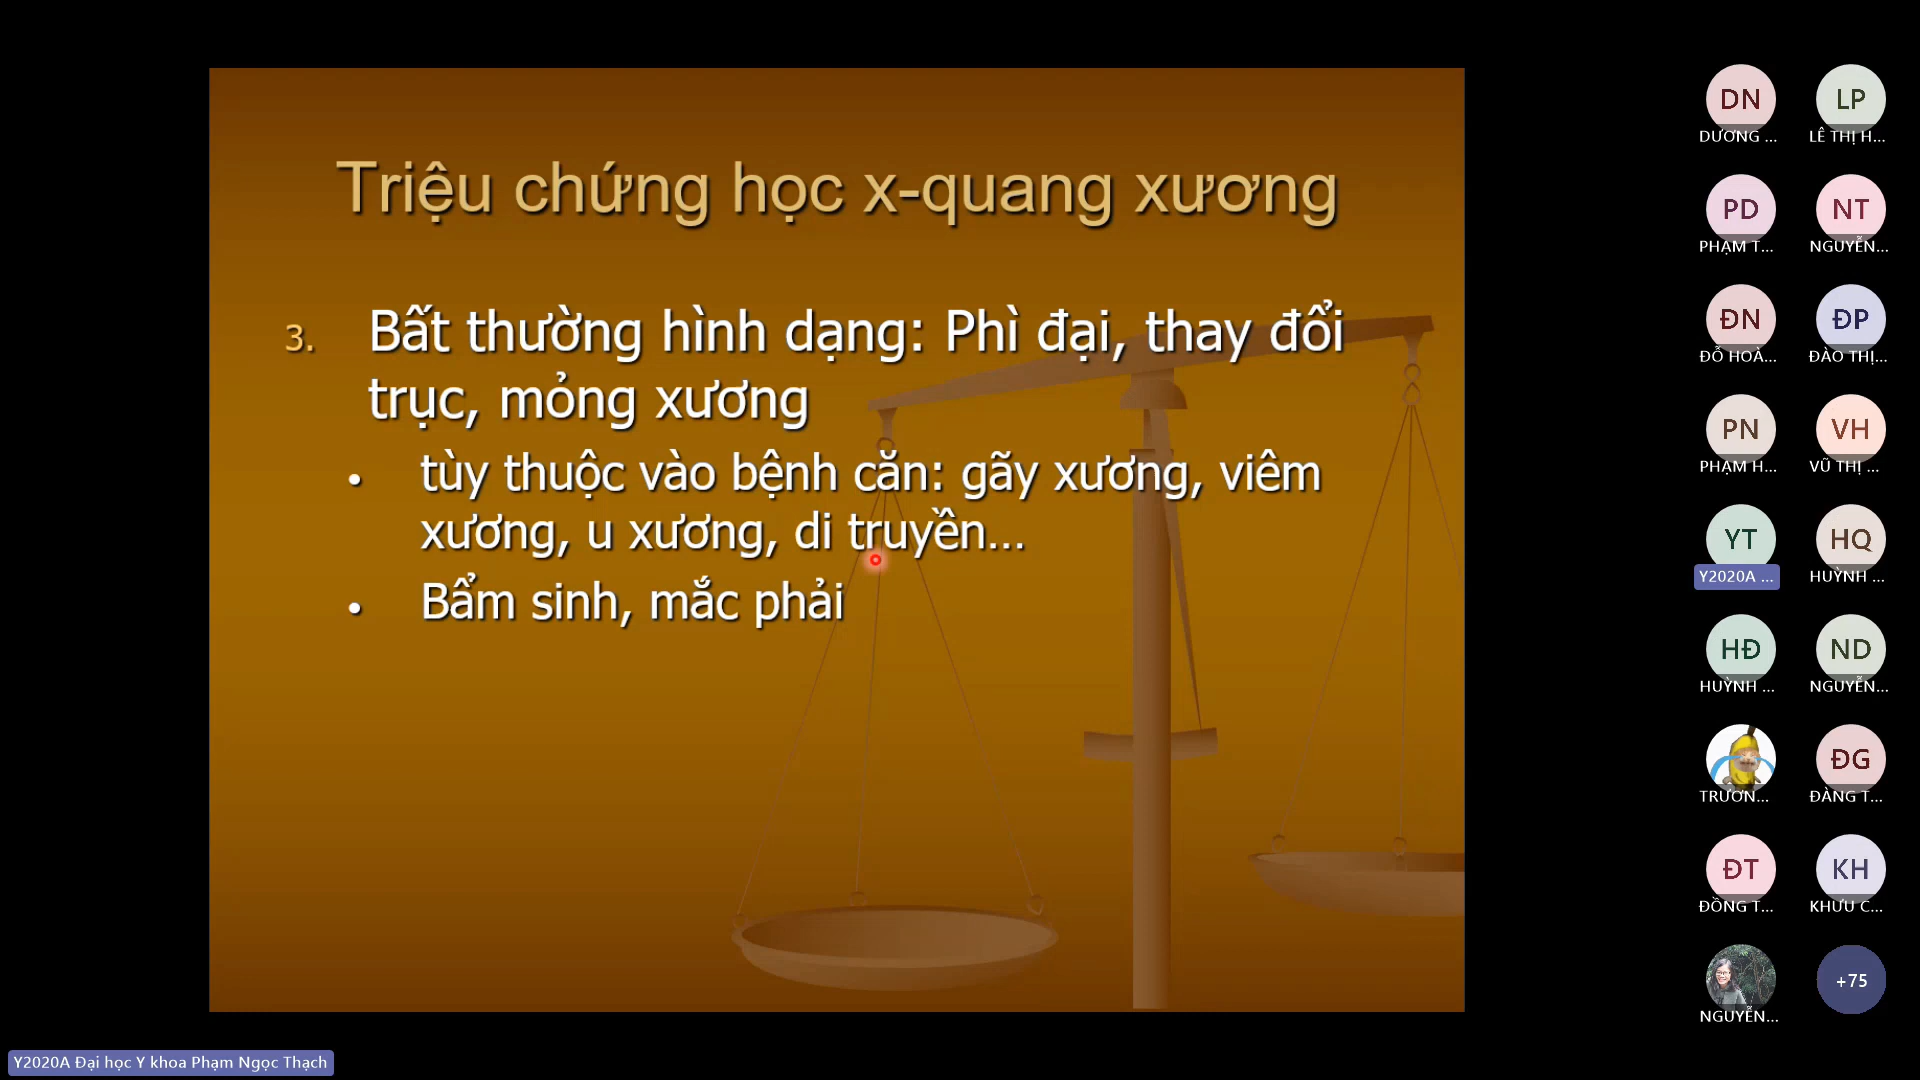 Triệu chứng học x-quang xương
3. Bất thường hình dạng: Phì đại, thay đổi
trục, mỏng xương
• tùy thuộc vào bệnh căn: gãy xương, viêm
xương, u xương, di truyền...
• Bẩm sinh, mắc phải
DN
DƯƠNG ...
LP
LÊ THỊ H...
PD
PHẠM T...
NT
NGUYỄN...
ĐN
ĐỖ HOÀ...
ĐP
ĐÀO THỊ...
PN
PHẠM H...
VH
VŨ THỊ ...
YT
Y2020A ...
HQ
HUỲNH ...
HĐ
HUỲNH ...
ND
NGUYỄN...
TRƯƠN...
ĐG
ĐÀNG T...
ĐT
ĐỒNG T...
KH
KHƯU C...
NGUYỄN...
+75
Y2020A Đại học Y khoa Phạm Ngọc Thạch